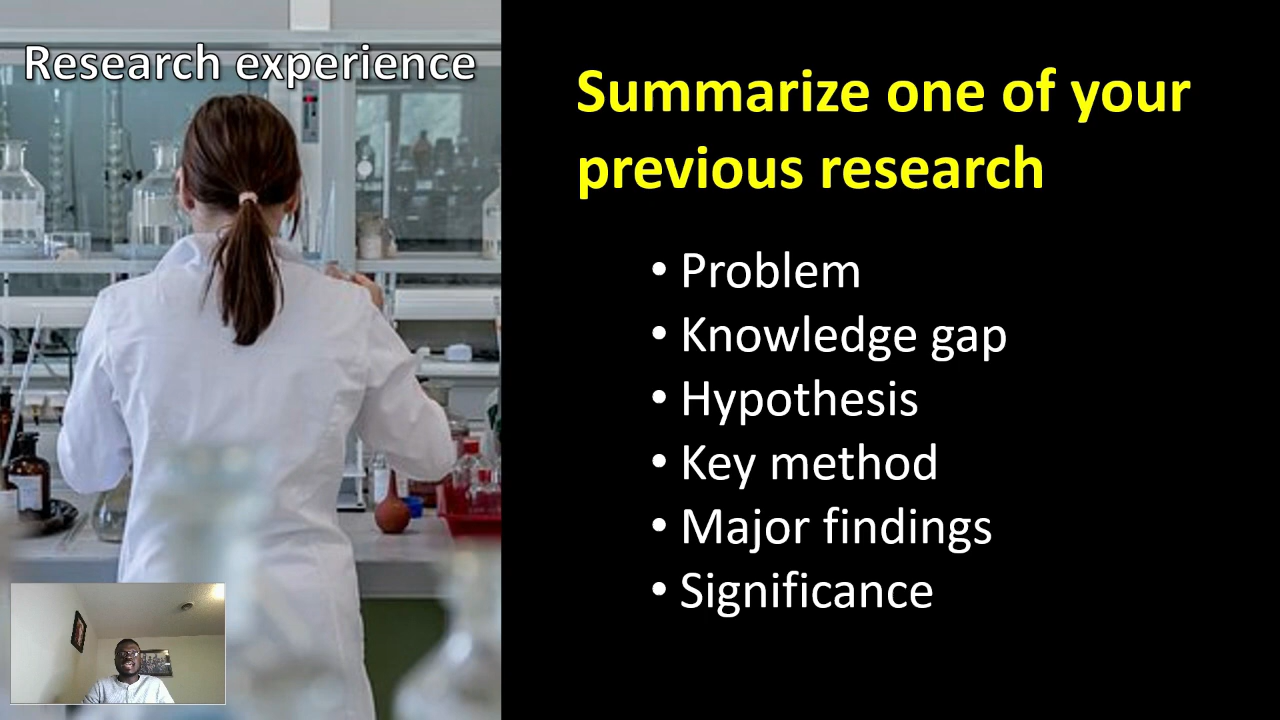 Research experience
Summarize one of your
previous research
• Problem
• Knowledge gap
• Hypothesis
• Key method
• Major findings
• Significance